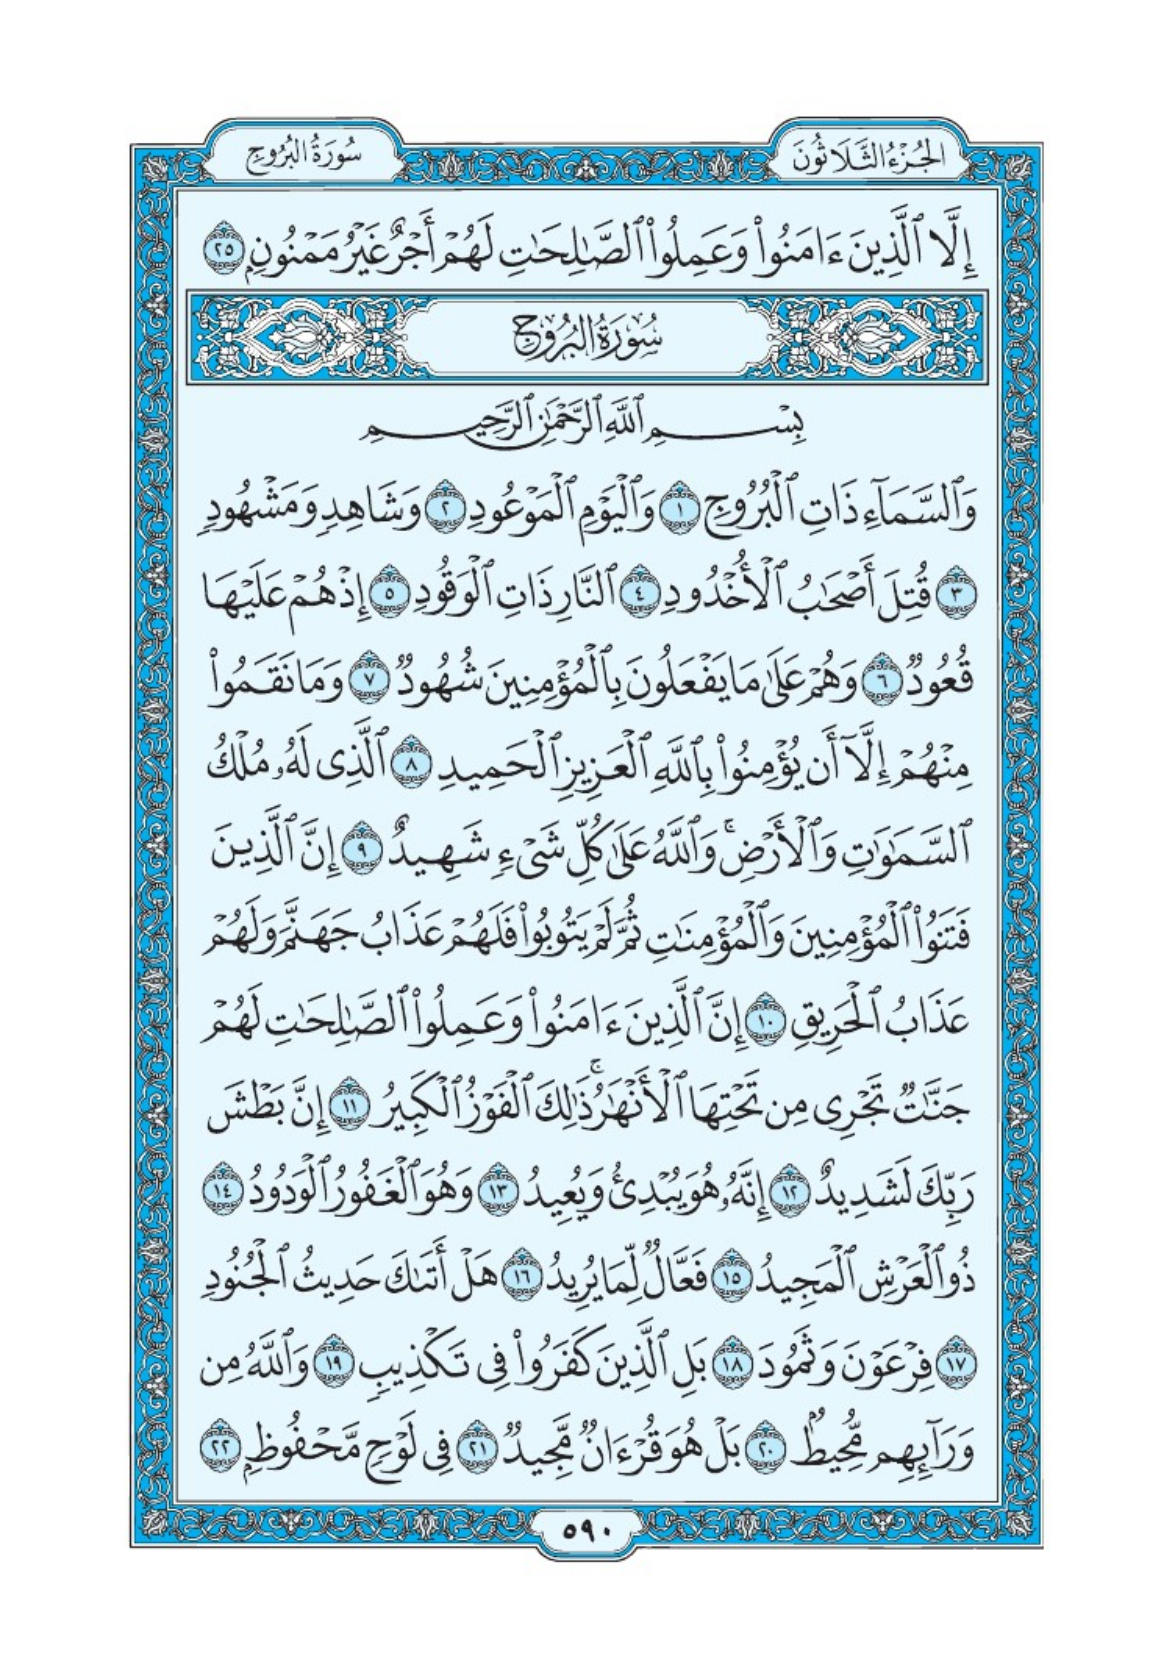 الجُزْءُ الثَّلَاثُونَ
سُورَةُ البُرُوجِ
إِلَّا ٱلَّذِينَ ءَامَنُوا۟ وَعَمِلُوا۟ ٱلصَّٰلِحَٰتِ لَهُمْ أَجْرٌ غَيْرُ مَمْنُونٍۭ ٢٥
سُورَةُ البُرُوجِ
بِسْمِ ٱللَّهِ ٱلرَّحْمَٰنِ ٱلرَّحِيمِ
وَٱلسَّمَآءِ ذَاتِ ٱلْبُرُوجِ ١ وَٱلْيَوْمِ ٱلْمَوْعُودِ ٢ وَشَاهِدٍ وَمَشْهُودٍ
٣ قُتِلَ أَصْحَٰبُ ٱلْأُخْدُودِ ٤ ٱلنَّارِ ذَاتِ ٱلْوَقُودِ ٥ إِذْ هُمْ عَلَيْهَا
قُعُودٌ ٦ وَهُمْ عَلَىٰ مَا يَفْعَلُونَ بِٱلْمُؤْمِنِينَ شُهُودٌ ٧ وَمَا نَقَمُوا۟
مِنْهُمْ إِلَّآ أَن يُؤْمِنُوا۟ بِٱللَّهِ ٱلْعَزِيزِ ٱلْحَمِيدِ ٨ ٱلَّذِى لَهُۥ مُلْكُ
ٱلسَّمَٰوَٰتِ وَٱلْأَرْضِ ۚ وَٱللَّهُ عَلَىٰ كُلِّ شَىْءٍ شَهِيدٌ ٩ إِنَّ ٱلَّذِينَ
فَتَنُوا۟ ٱلْمُؤْمِنِينَ وَٱلْمُؤْمِنَٰتِ ثُمَّ لَمْ يَتُوبُوا۟ فَلَهُمْ عَذَابُ جَهَنَّمَ وَلَهُمْ
عَذَابُ ٱلْحَرِيقِ ١٠ إِنَّ ٱلَّذِينَ ءَامَنُوا۟ وَعَمِلُوا۟ ٱلصَّٰلِحَٰتِ لَهُمْ
جَنَّٰتٌ تَجْرِى مِن تَحْتِهَا ٱلْأَنْهَٰرُ ۚ ذَٰلِكَ ٱلْفَوْزُ ٱلْكَبِيرُ ١١ إِنَّ بَطْشَ
رَبِّكَ لَشَدِيدٌ ١٢ إِنَّهُۥ هُوَ يُبْدِئُ وَيُعِيدُ ١٣ وَهُوَ ٱلْغَفُورُ ٱلْوَدُودُ ١٤
ذُو ٱلْعَرْشِ ٱلْمَجِيدُ ١٥ فَعَّالٌ لِّمَا يُرِيدُ ١٦ هَلْ أَتَىٰكَ حَدِيثُ ٱلْجُنُودِ
١٧ فِرْعَوْنَ وَثَمُودَ ١٨ بَلِ ٱلَّذِينَ كَفَرُوا۟ فِى تَكْذِيبٍ ١٩ وَٱللَّهُ مِن
وَرَآئِهِم مُّحِيطٌۢ ٢٠ بَلْ هُوَ قُرْءَانٌ مَّجِيدٌ ٢١ فِى لَوْحٍ مَّحْفُوظٍۭ ٢٢
٥٩٠